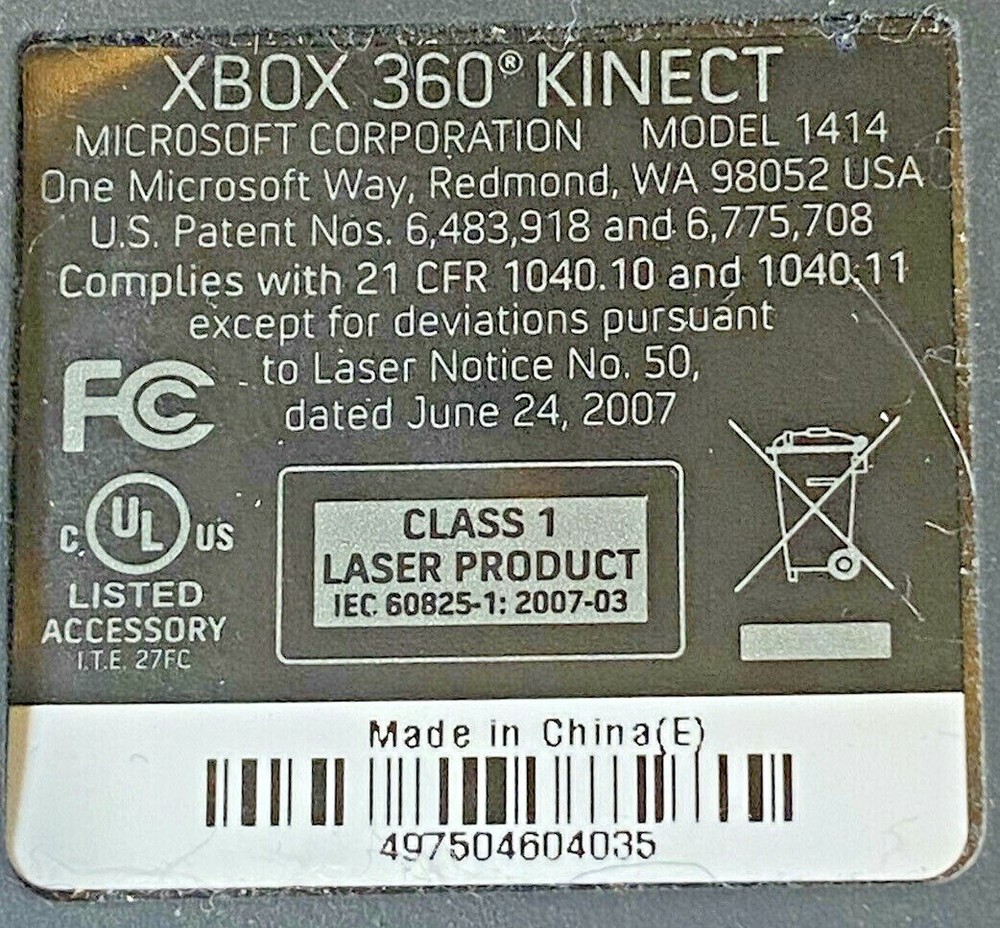 XBOX 360® KINECT
MICROSOFT CORPORATION MODEL 1414
One Microsoft Way, Redmond, WA 98052 USA
U.S. Patent Nos. 6,483,918 and 6,775,708
Complies with 21 CFR 1040.10 and 1040.11
except for deviations pursuant
to Laser Notice No. 50,
dated June 24, 2007
FC
C UL US
LISTED
ACCESSORY
I.T.E. 27FC
CLASS 1
LASER PRODUCT
IEC 60825-1: 2007-03
Made in China(E)
497504604035